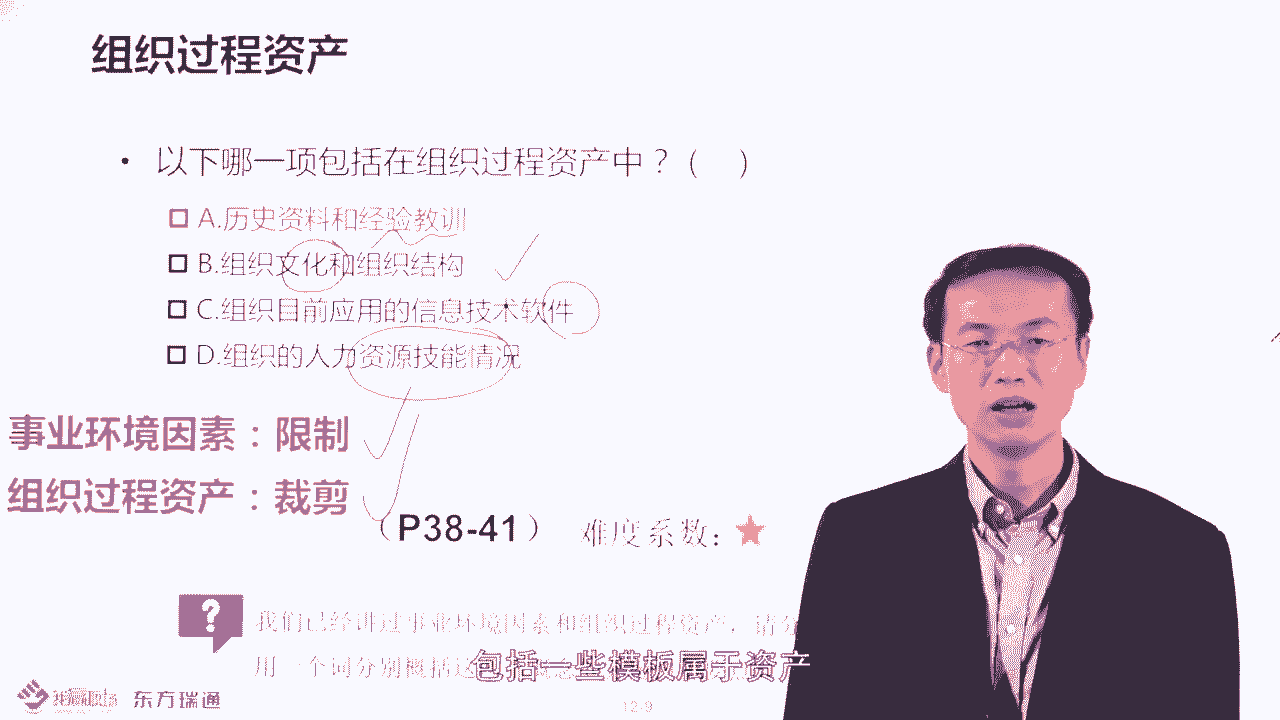 组织过程资产
• 以下哪一项包括在组织过程资产中？（ ）
A.历史资料和经验教训
B.组织文化和组织结构
C.组织目前应用的信息技术软件
D.组织的人力资源技能情况
事业环境因素：限制
组织过程资产：裁剪
（P38-41） 难度系数：★
我们已经讲过事业环境因素和组织过程资产，请分
用一个词分别概括这
包括一些模板属于资产
东方瑞通
12-9